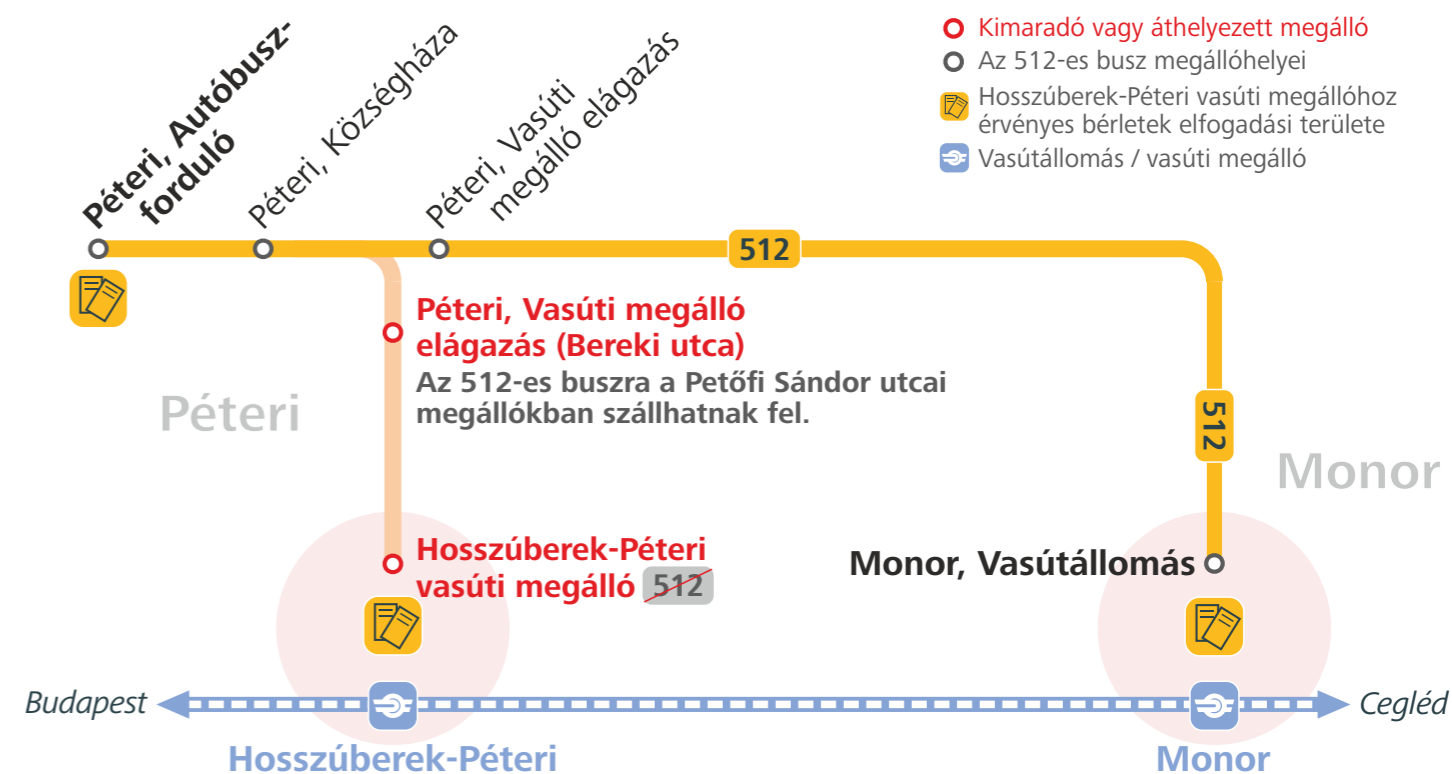 Péteri, Autóbusz-
forduló
Péteri, Községháza
Péteri, Vasúti
megálló elágazás
Kimaradó vagy áthelyezett megálló
Az 512-es busz megállóhelyei
Hosszúberek-Péteri vasúti megállóhoz
érvényes bérletek elfogadási területe
Vasútállomás / vasúti megálló
512
Péteri, Vasúti megálló
elágazás (Bereki utca)
Az 512-es buszra a Petőfi Sándor utcai
megállókban szállhatnak fel.
Péteri
512
Monor
Hosszúberek-Péteri
vasúti megálló 512
Monor, Vasútállomás
Budapest
Cegléd
Hosszúberek-Péteri
Monor